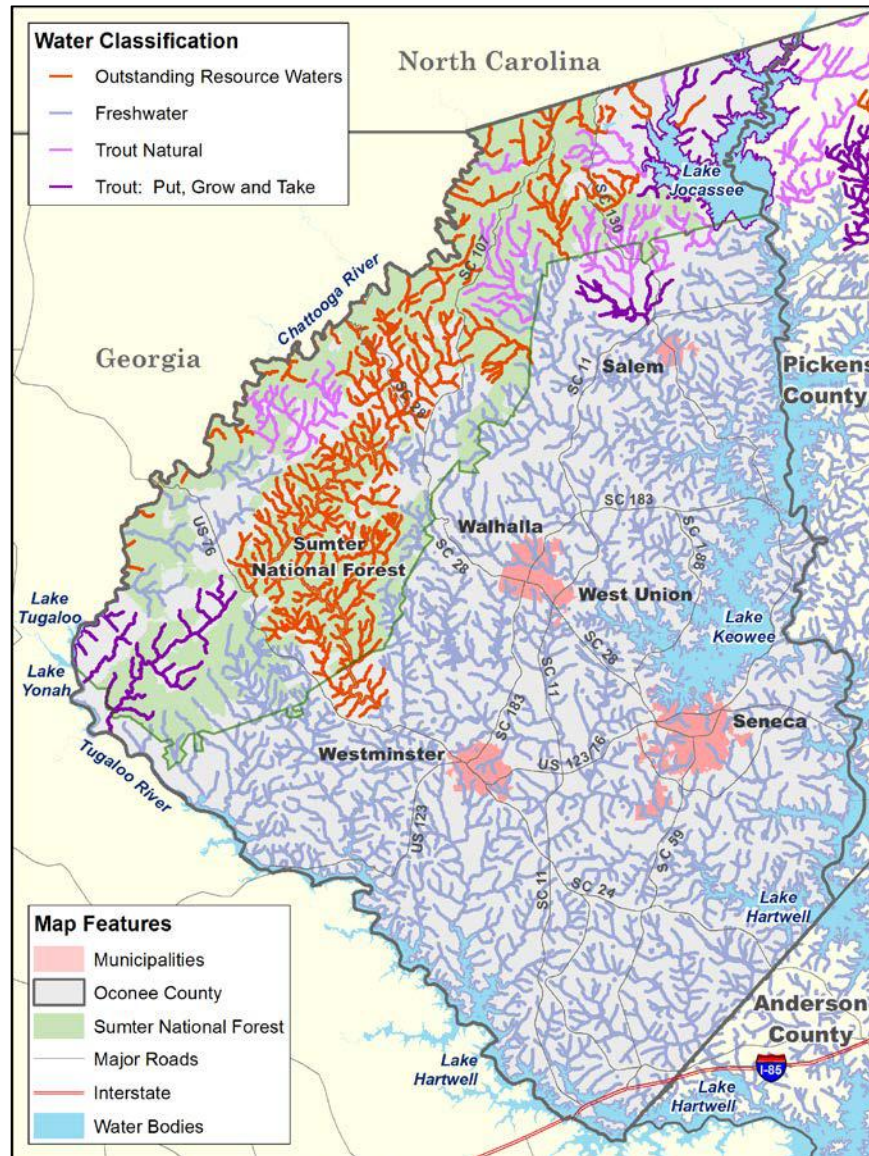 Water Classification
Outstanding Resource Waters
Freshwater
Trout Natural
Trout: Put, Grow and Take
North Carolina
Lake
Jocassee
SC 130
SC 107
Chattooga River
Georgia
SC 11
Salem
Pickens
County
SC 28
US 76
SC 183
Walhalla
Sumter
National Forest
SC 28
SC 188
West Union
Lake
Tugaloo
Lake
Keowee
SC 28
Lake
Yonah
SC 11
SC 183
Seneca
Westminster
US 123/76
Tugaloo River
US 123
SC 59
SC 24
SC 11
Lake
Hartwell
Map Features
Municipalities
Oconee County
Sumter National Forest
Major Roads
Interstate
Water Bodies
Anderson
County
Lake
Hartwell
I-85
Lake
Hartwell